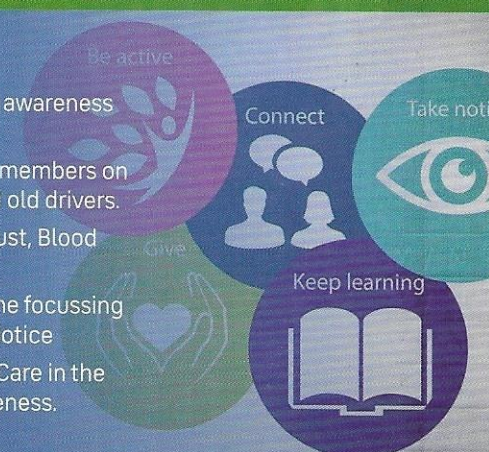 Be active
Connect
Take noti
Give
Keep learning
awareness
members on
old drivers.
ust, Blood
ne focussing
otice
Care in the
eness.